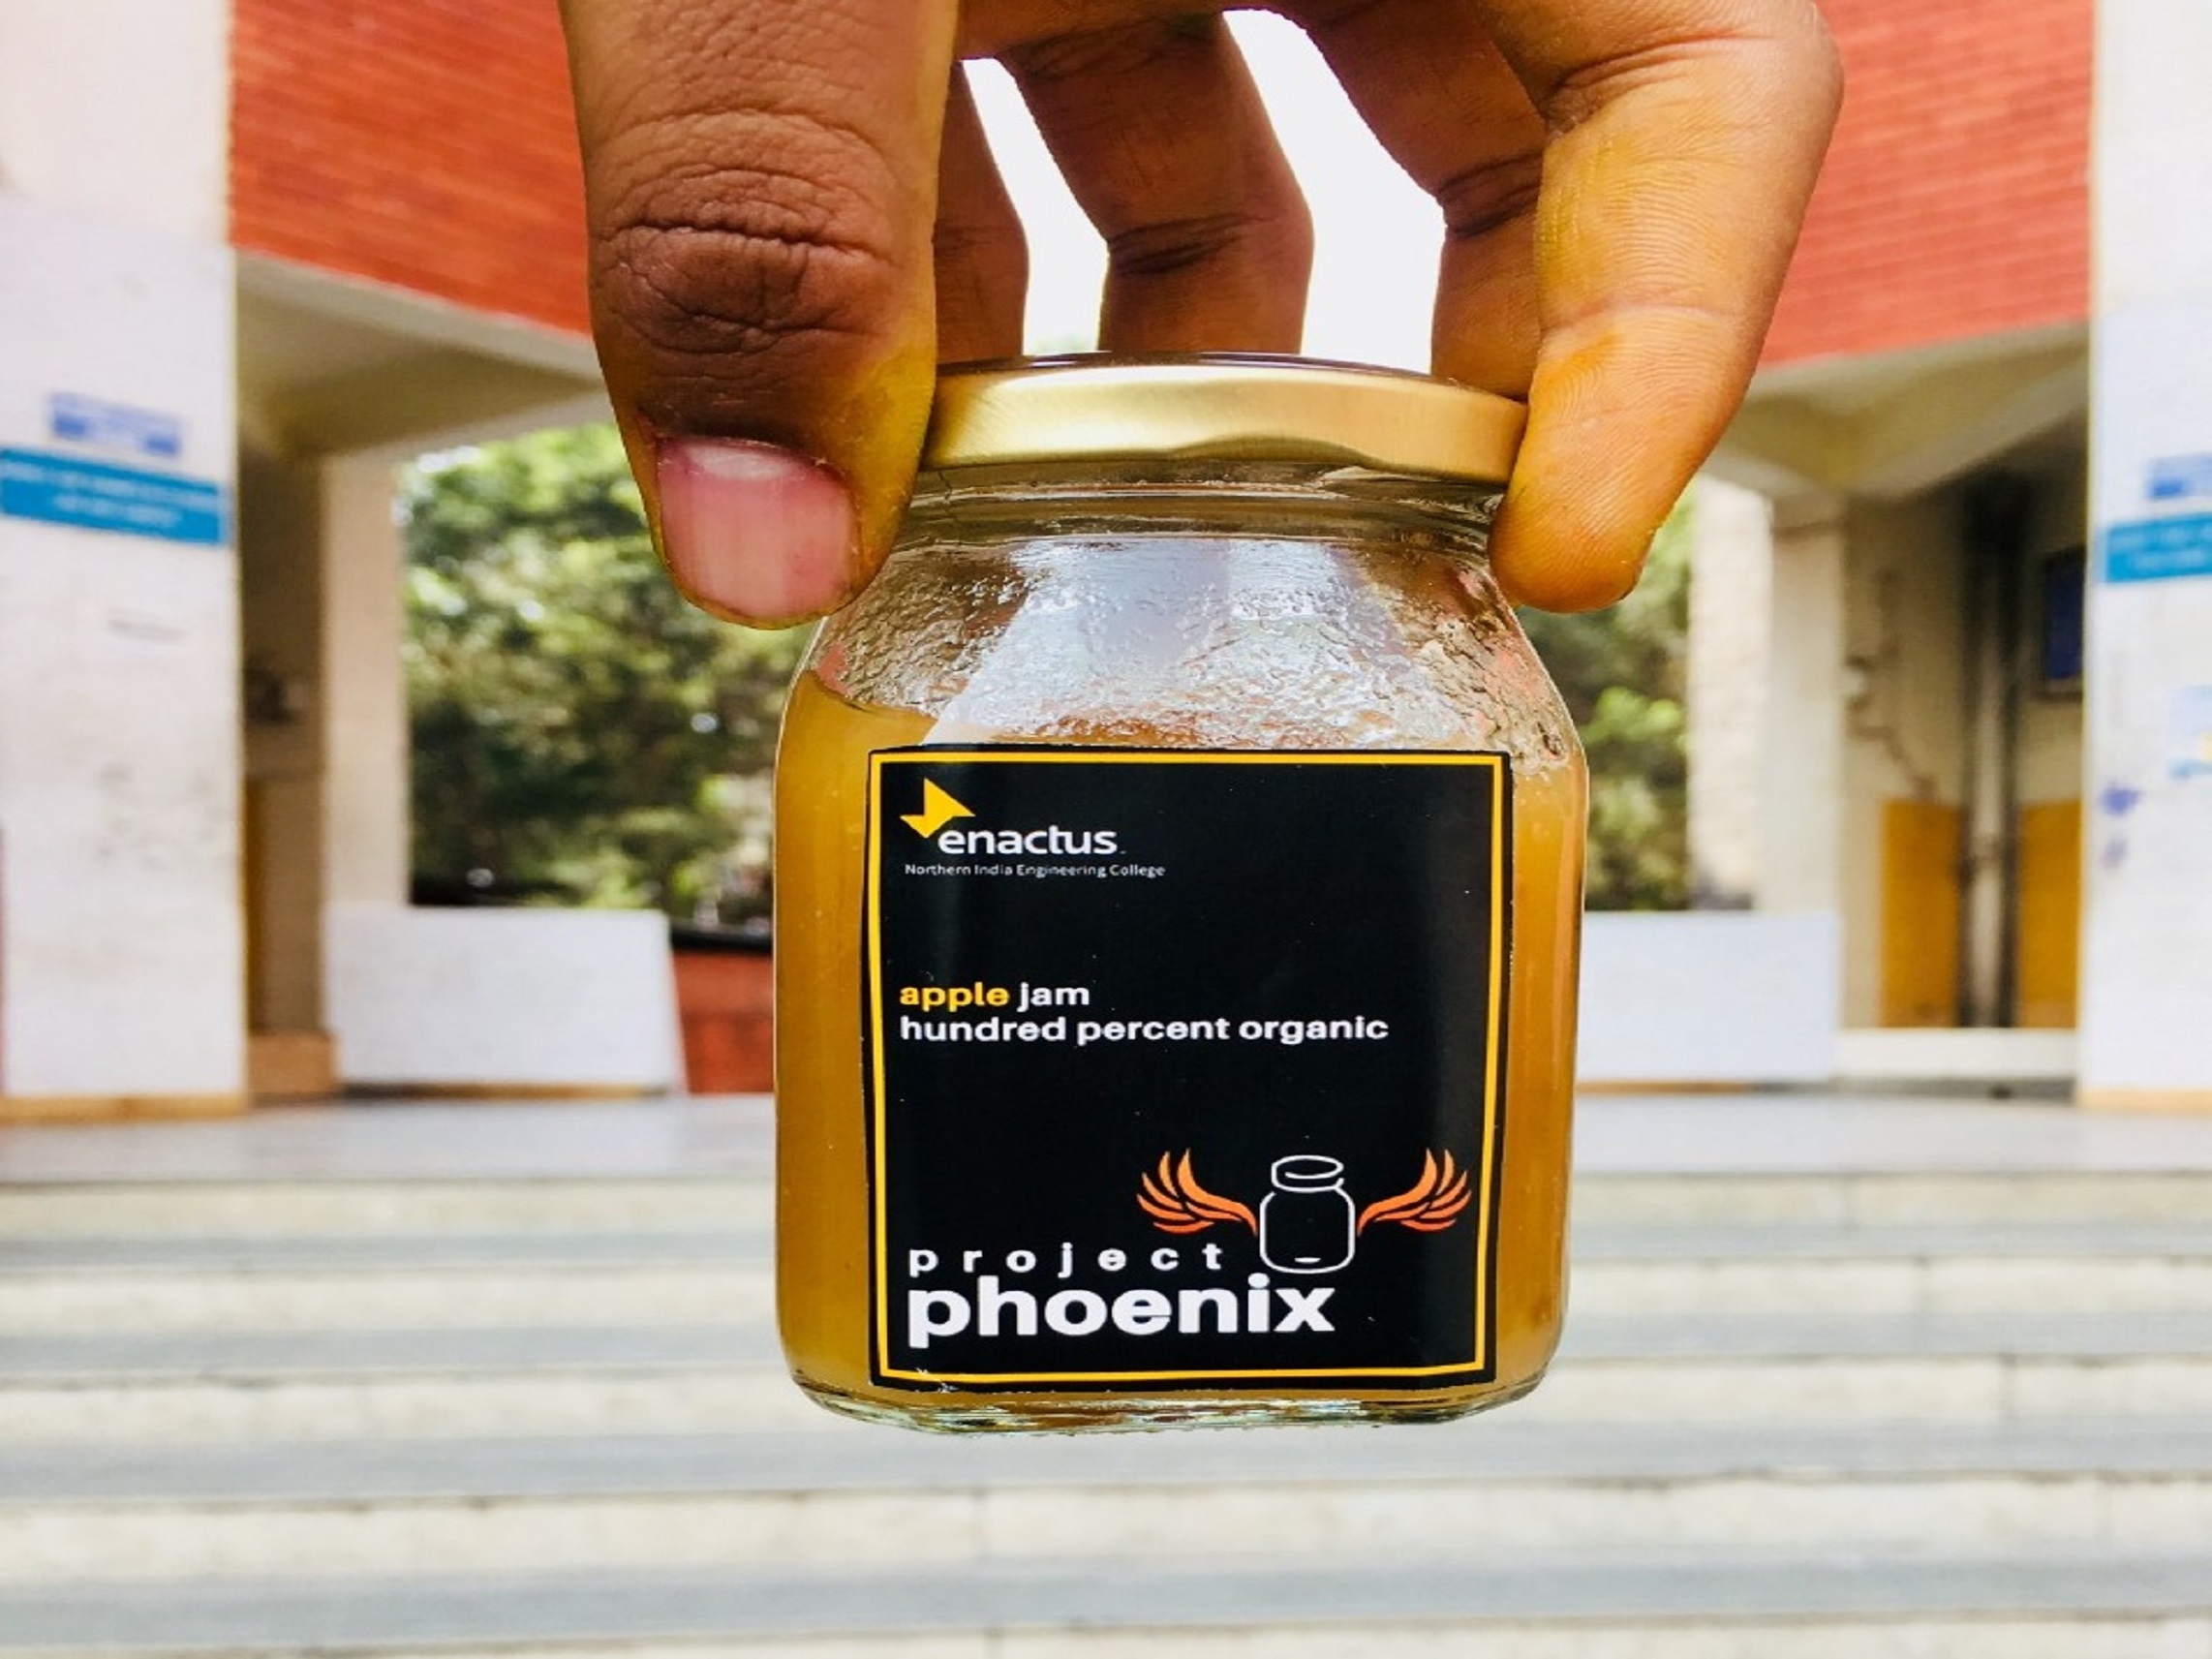 enactus
Northern India Engineering College
apple jam
hundred percent organic
project
phoenix